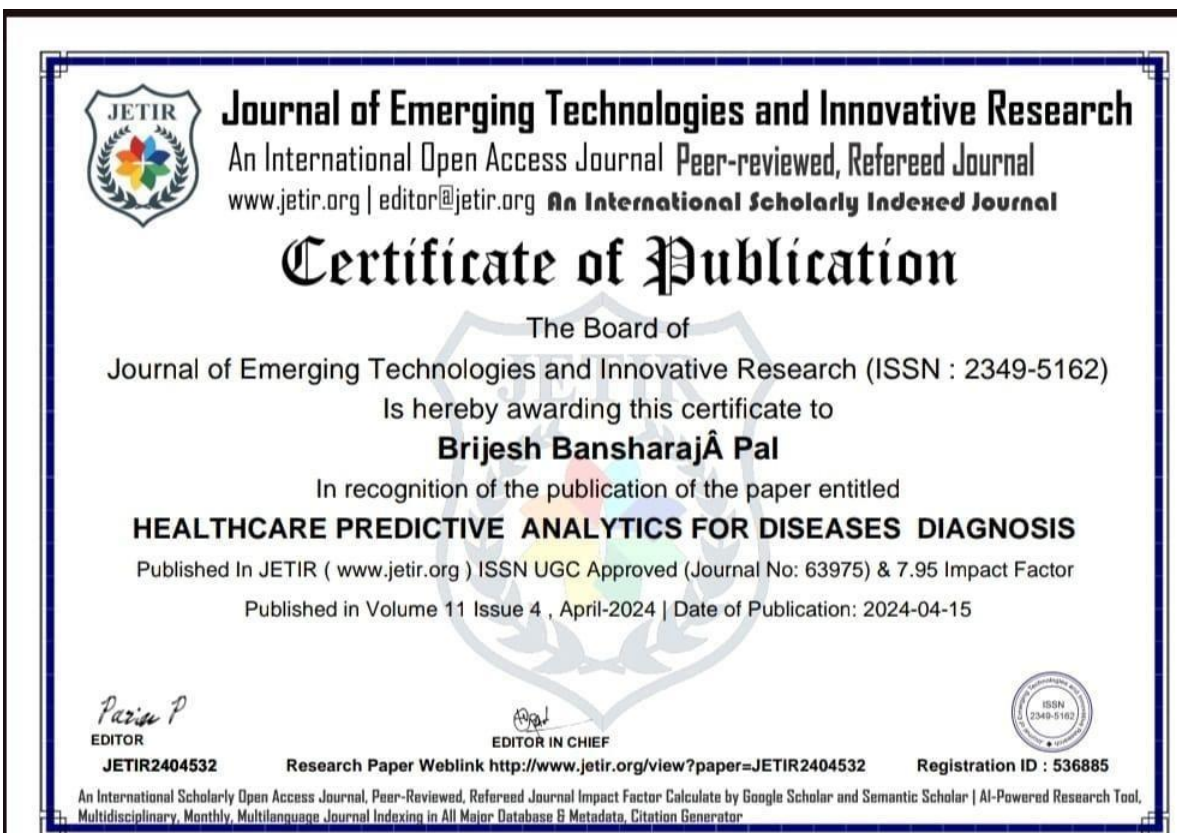 JETIR
Journal of Emerging Technologies and Innovative Research
An International Open Access Journal Peer-reviewed, Refereed Journal
www.jetir.org | editor@jetir.org An International Scholarly Indexed Journal
Certificate of Publication
The Board of
JETIR
Journal of Emerging Technologies and Innovative Research (ISSN : 2349-5162)
Is hereby awarding this certificate to
Brijesh BansharajÂ Pal
In recognition of the publication of the paper entitled
HEALTHCARE PREDICTIVE ANALYTICS FOR DISEASES DIAGNOSIS
Published In JETIR ( www.jetir.org ) ISSN UGC Approved (Journal No: 63975) & 7.95 Impact Factor
Published in Volume 11 Issue 4 , April-2024 | Date of Publication: 2024-04-15
EDITOR
EDITOR IN CHIEF
ISSN
2349-5162
JETIR2404532
Research Paper Weblink http://www.jetir.org/view?paper=JETIR2404532
Registration ID : 536885
An International Scholarly Open Access Journal, Peer-Reviewed, Refereed Journal Impact Factor Calculate by Google Scholar and Semantic Scholar | AI-Powered Research Tool,
Multidisciplinary, Monthly, Multilanguage Journal Indexing in All Major Database & Metadata, Citation Generator